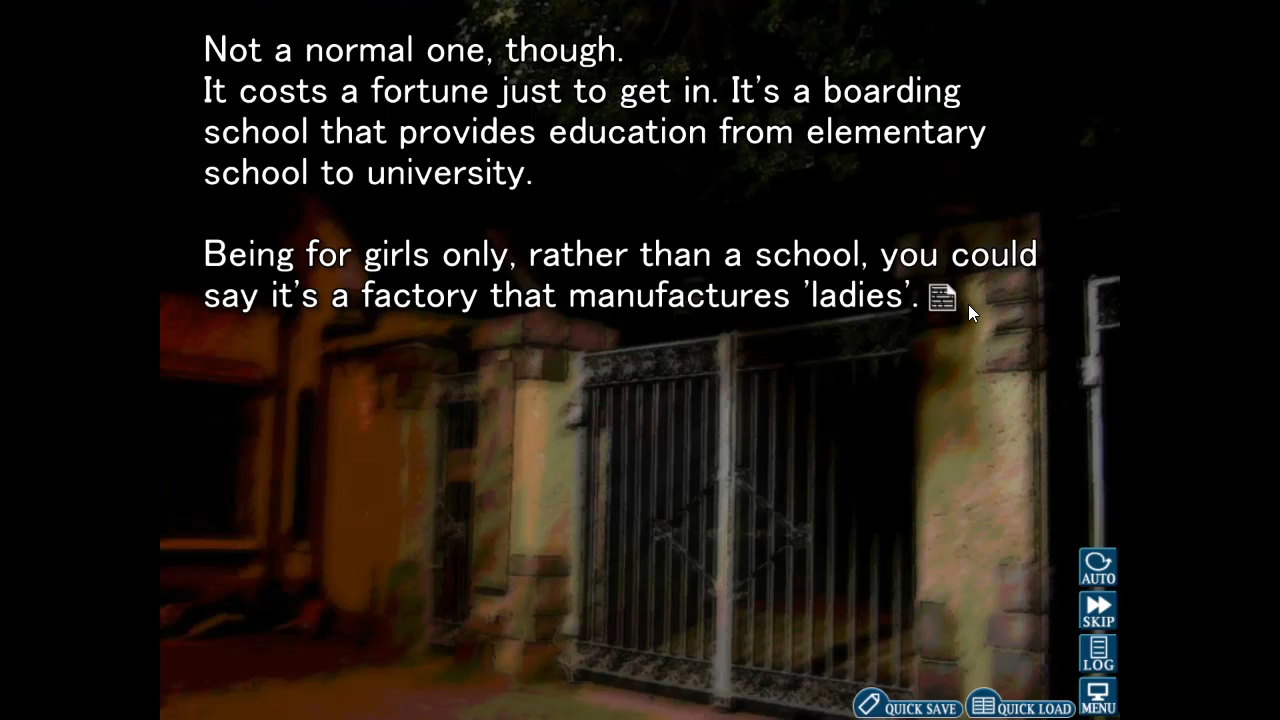 Not a normal one, though.
It costs a fortune just to get in. It's a boarding
school that provides education from elementary
school to university.
Being for girls only, rather than a school, you could
say it's a factory that manufactures 'ladies'.
AUTO
SKIP
LOG
MENU
QUICK SAVE
QUICK LOAD